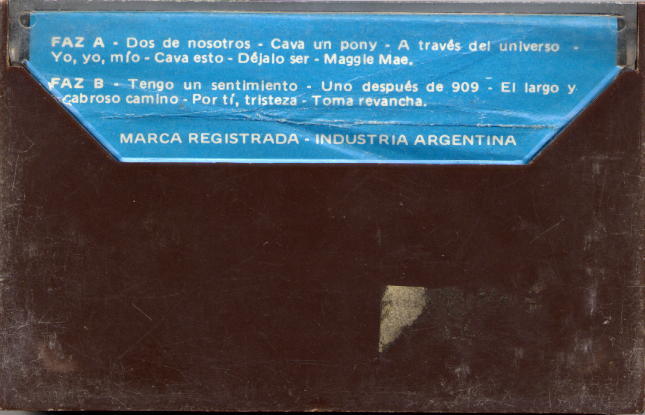 FAZ A - Dos de nosotros - Cava un pony - A través del universo -
Yo, yo, mío - Cava esto - Déjalo ser - Maggie Mae.
FAZ B - Tengo un sentimiento - Uno después de 909 - El largo y
cabroso camino - Por tí, tristeza - Toma revancha.
MARCA REGISTRADA - INDUSTRIA ARGENTINA